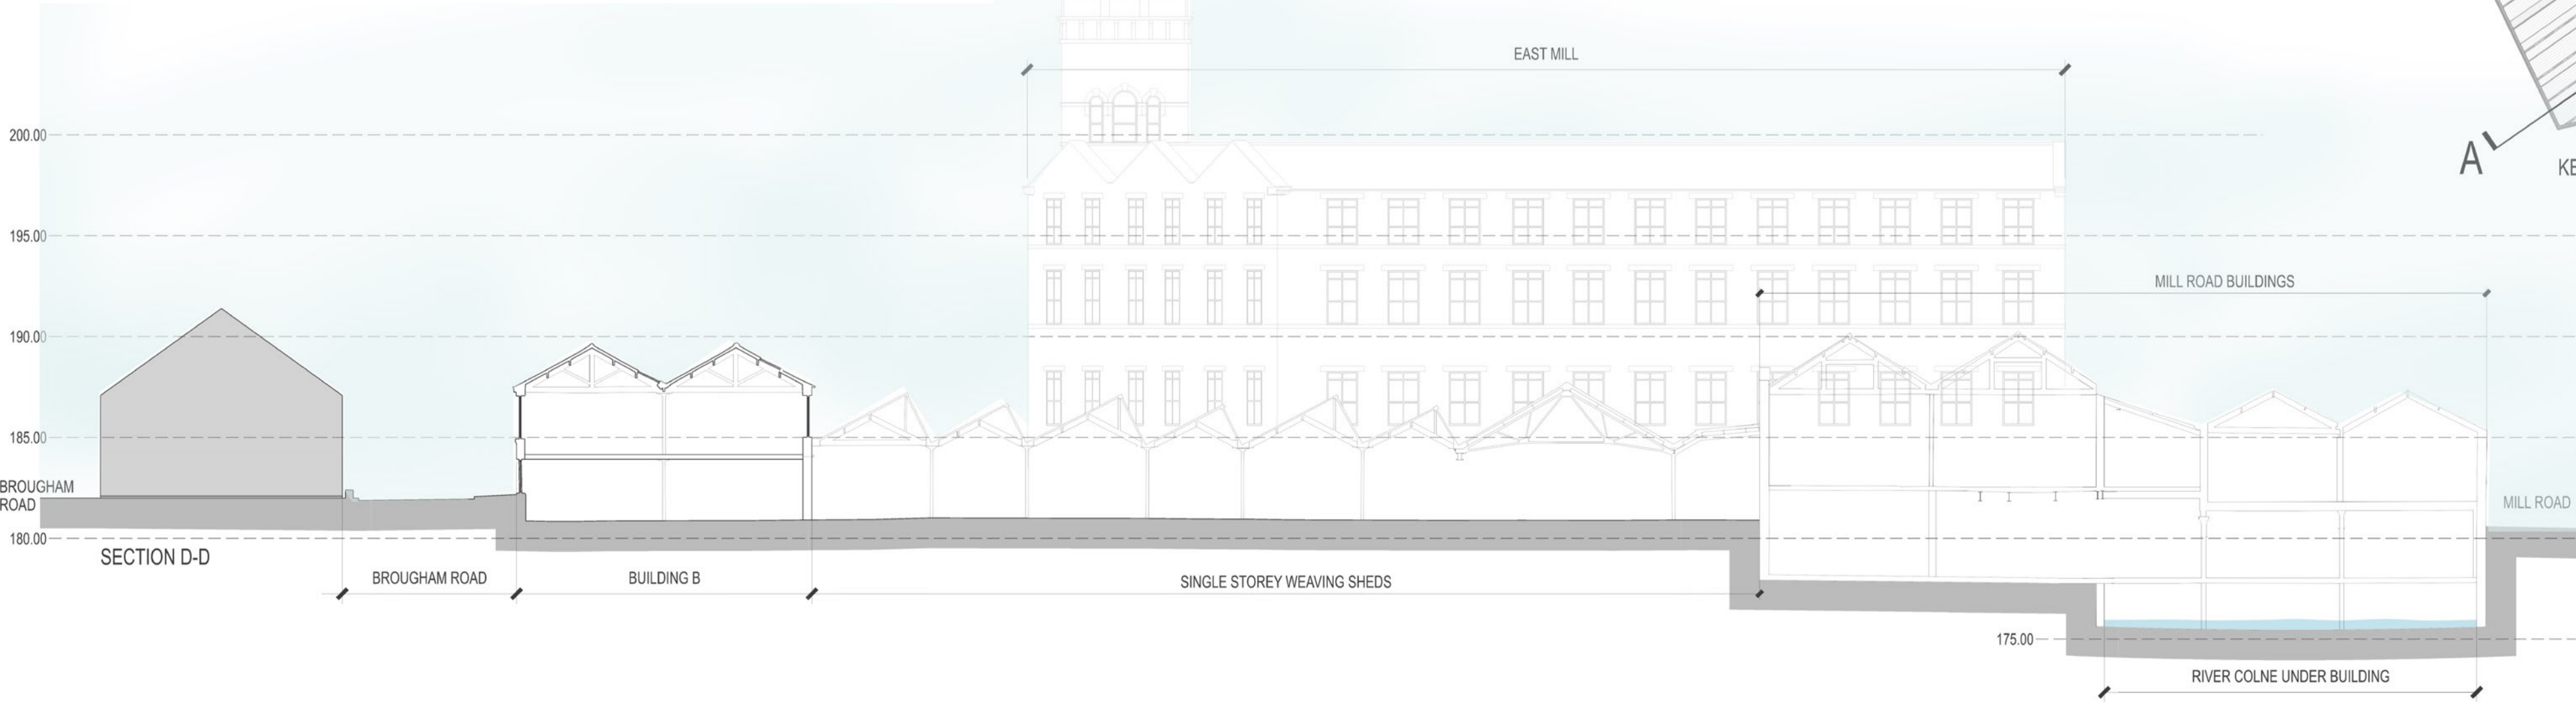 EAST MILL
200.00
A
KE
195.00
MILL ROAD BUILDINGS
190.00
185.00
BROUGHAM
ROAD
MILL ROAD
180.00
SECTION D-D
BROUGHAM ROAD
BUILDING B
SINGLE STOREY WEAVING SHEDS
175.00
RIVER COLNE UNDER BUILDING